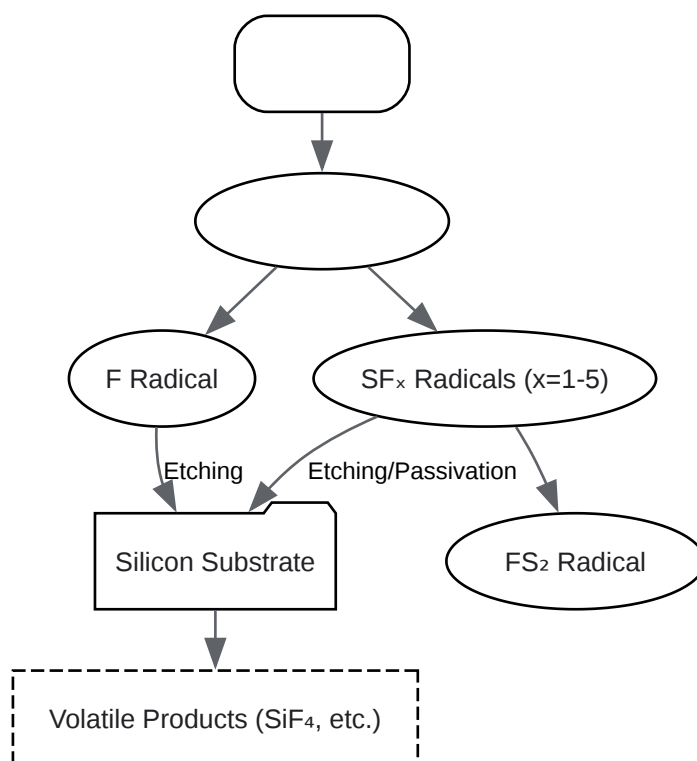 F Radical
SFₓ Radicals (x=1-5)
Etching
Etching/Passivation
Silicon Substrate
FS₂ Radical
Volatile Products (SiF₄, etc.)